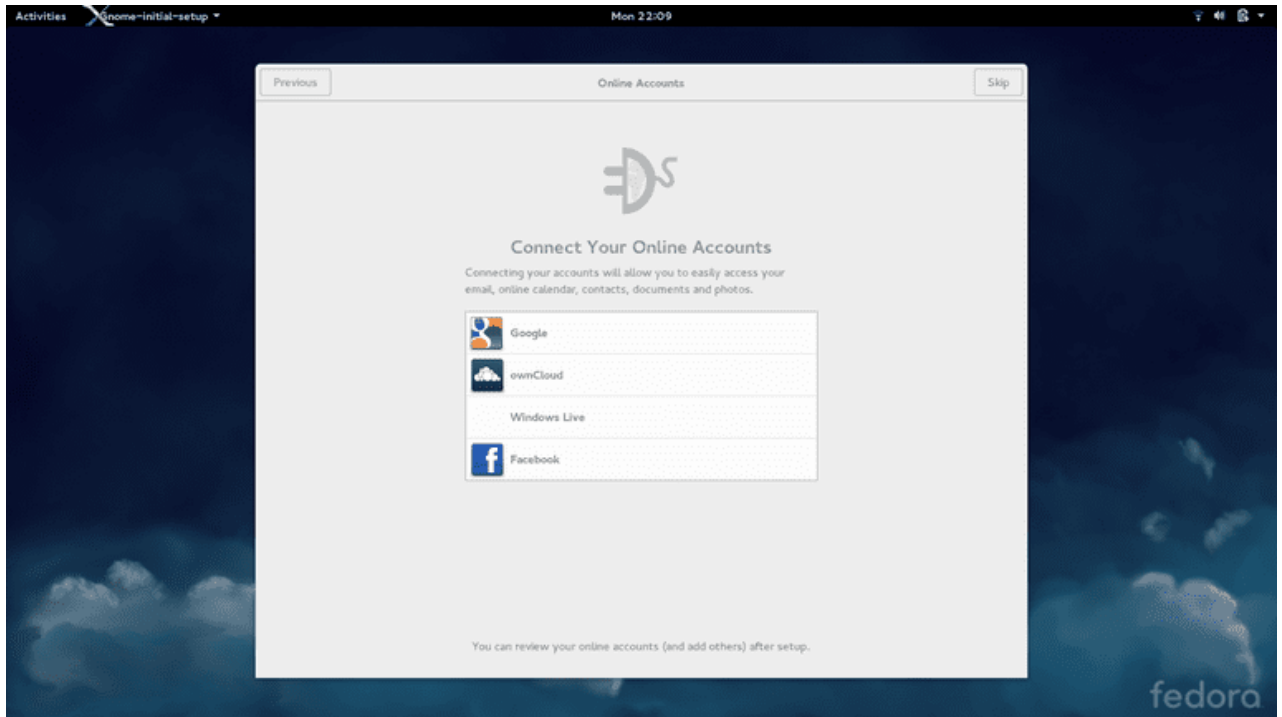 Activities Gnome-initial-setup Mon 22:09
Previous Online Accounts Skip
Connect Your Online Accounts
Connecting your accounts will allow you to easily access your
email, online calendar, contacts, documents and photos.
Google
ownCloud
Windows Live
Facebook
You can review your online accounts (and add others) after setup.
fedora